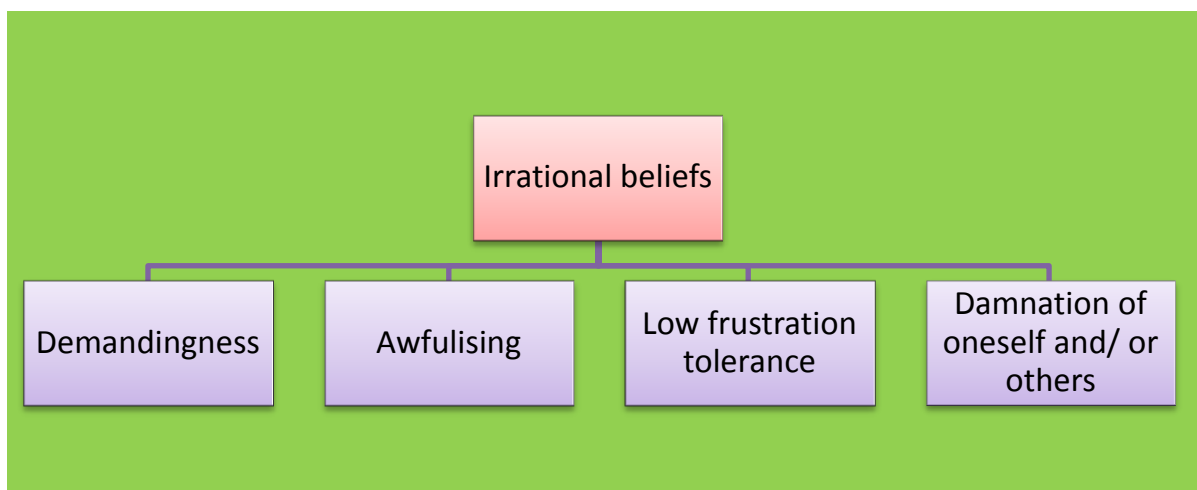 Irrational beliefs
Demandingness
Awfulising
Low frustration
tolerance
Damnation of
oneself and/ or
others